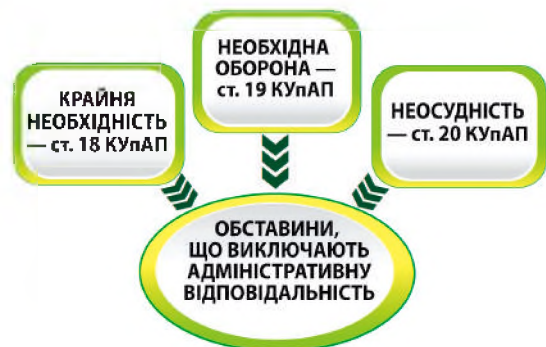 КРАЙНЯ
НЕОБХІДНІСТЬ
— ст. 18 КУпАП
НЕОБХІДНА
ОБОРОНА —
ст. 19 КУпАП
НЕОСУДНІСТЬ
— ст. 20 КУпАП
ОБСТАВИНИ,
ЩО ВИКЛЮЧАЮТЬ
АДМІНІСТРАТИВНУ
ВІДПОВІДАЛЬНІСТЬ